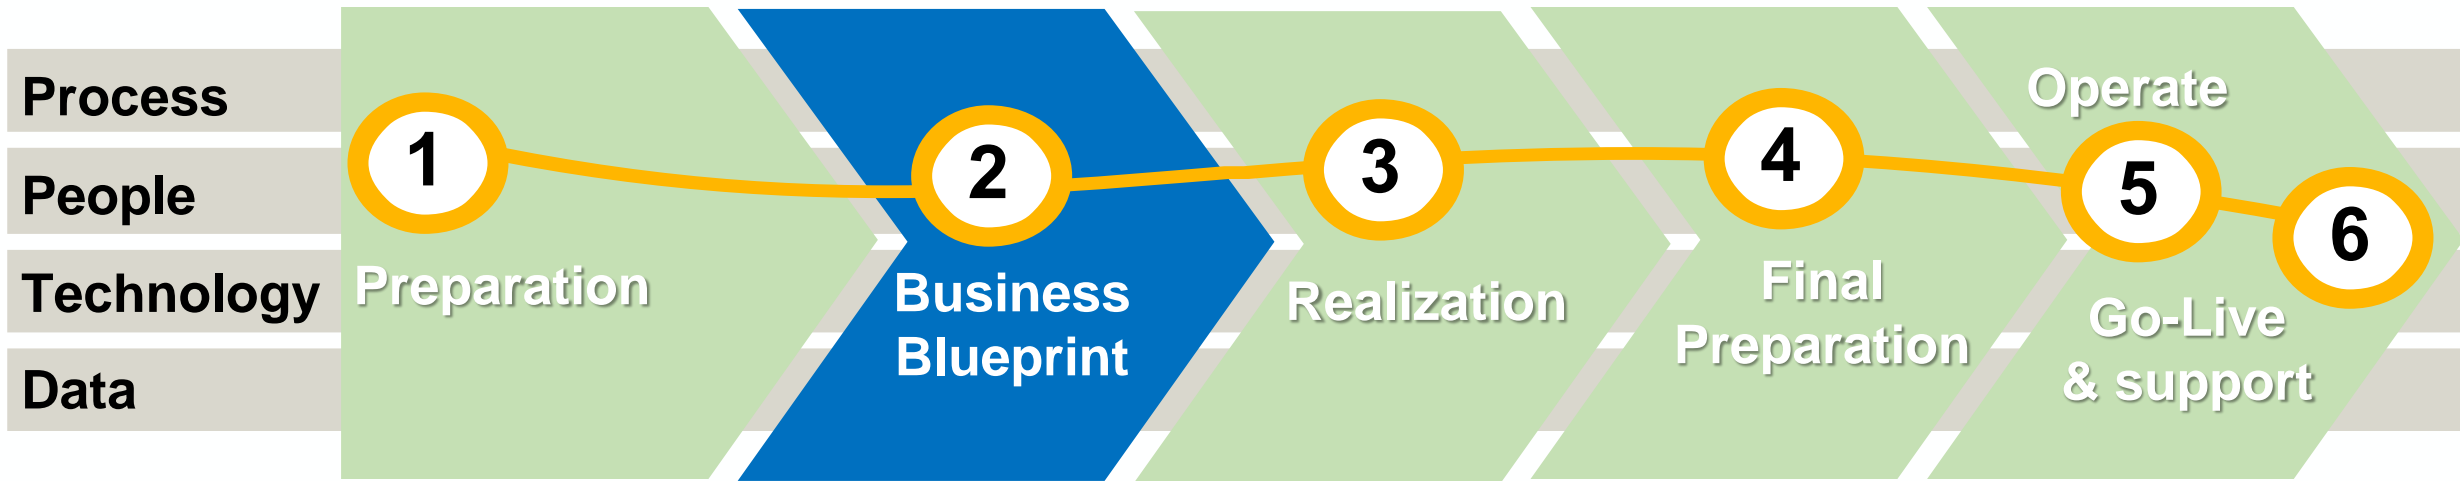 Process
People
Technology
Data
1
Preparation
2
Business
Blueprint
3
Realization
4
Final
Preparation
Operate
5
Go-Live
& support
6